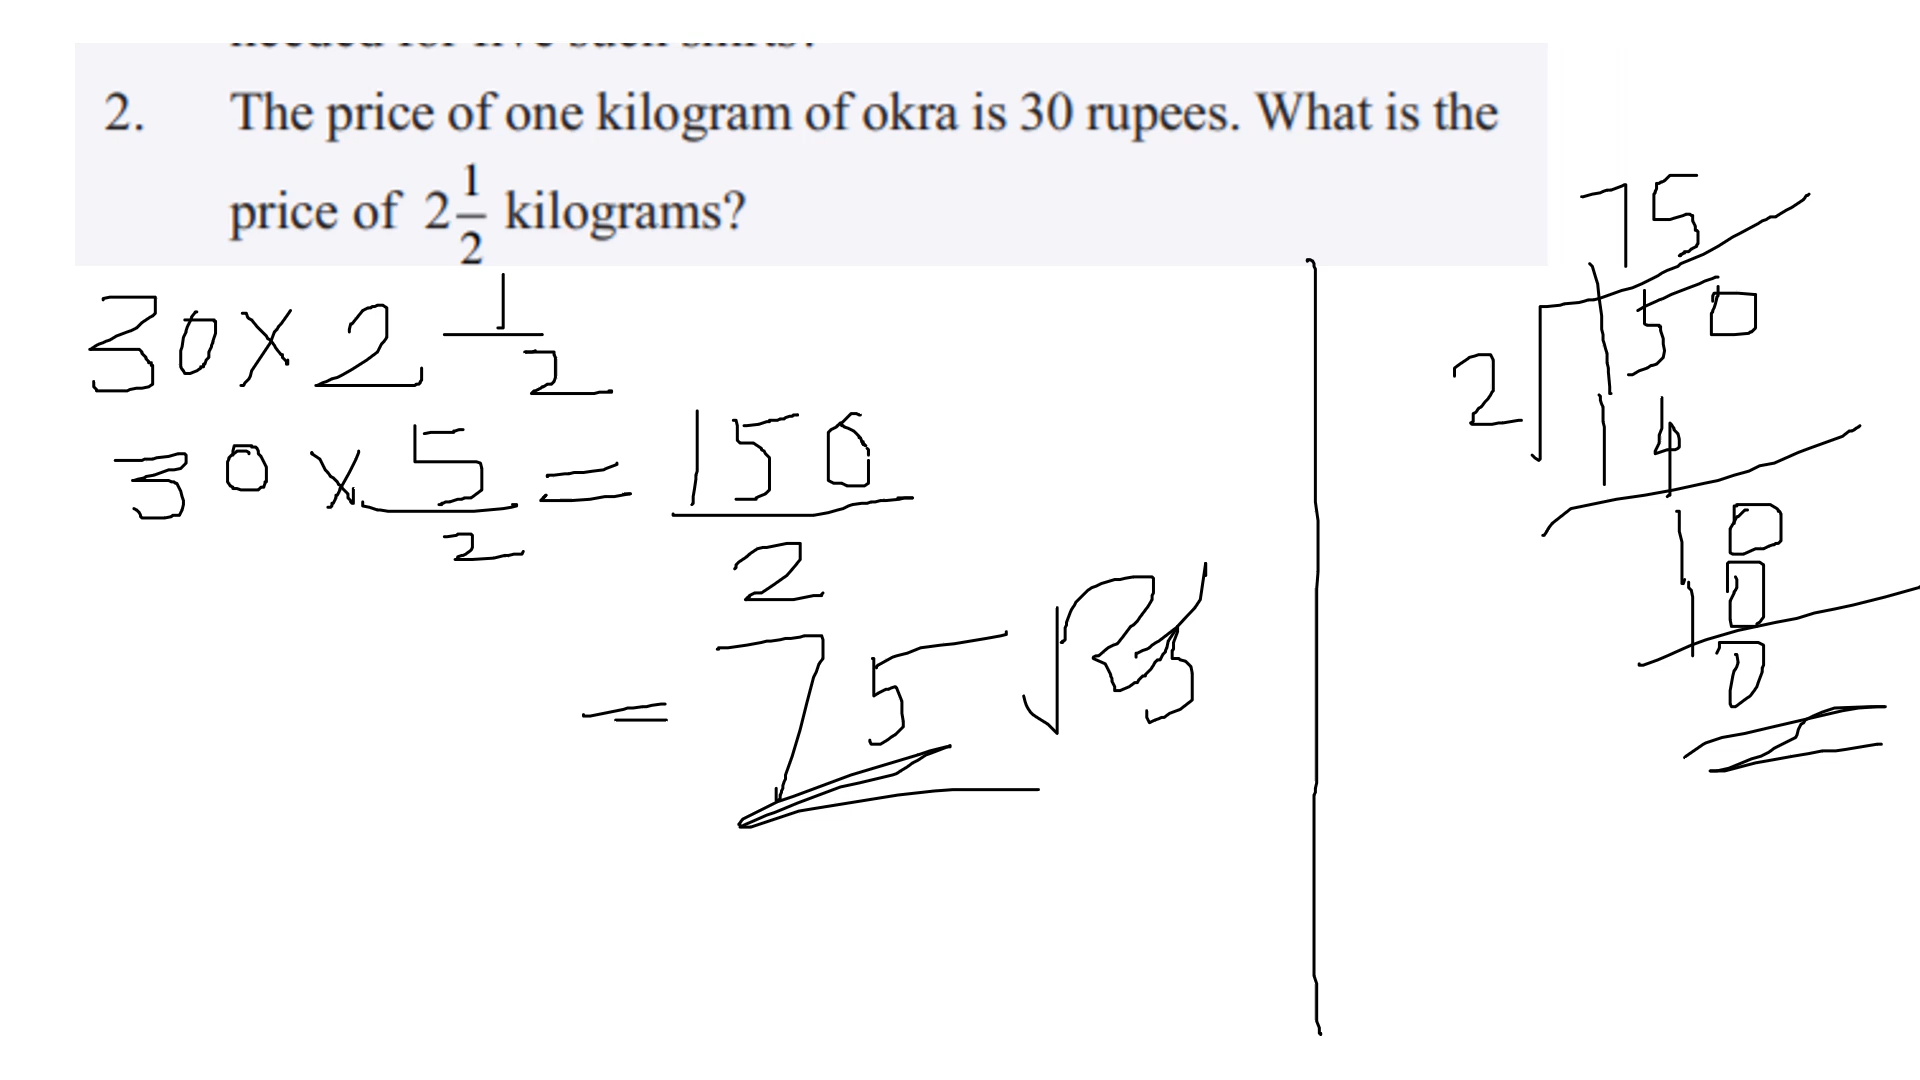 2. The price of one kilogram of okra is 30 rupees. What is the
price of 2 1/2 kilograms?
30 × 2 1/2
30 × 5/2 = 150/2
= 75
75
2 150
14
10
10
0